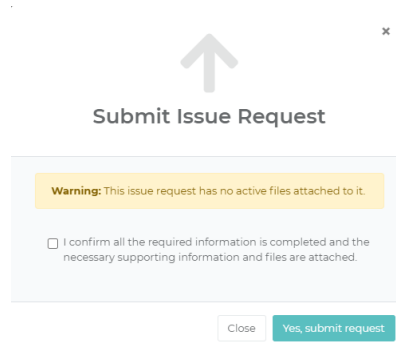 ×
Submit Issue Request
Warning: This issue request has no active files attached to it.
I confirm all the required information is completed and the
necessary supporting information and files are attached.
Close
Yes, submit request